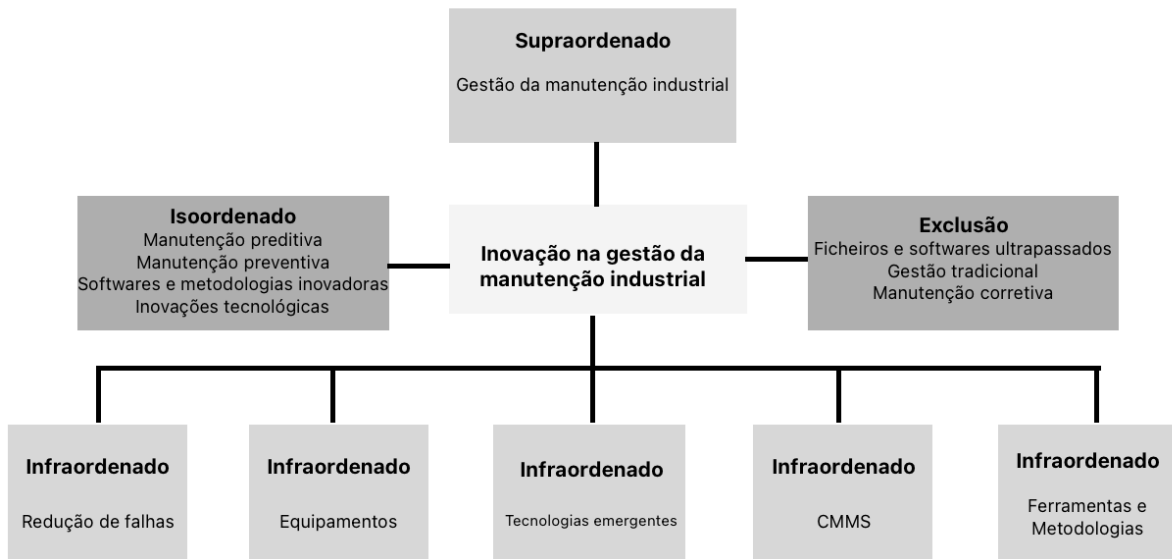 Supraordenado
Gestão da manutenção industrial
Isoordenado
Manutenção preditiva
Manutenção preventiva
Softwares e metodologias inovadoras
Inovações tecnológicas
Inovação na gestão da
manutenção industrial
Exclusão
Ficheiros e softwares ultrapassados
Gestão tradicional
Manutenção corretiva
Infraordenado
Redução de falhas
Infraordenado
Equipamentos
Infraordenado
Tecnologias emergentes
Infraordenado
CMMS
Infraordenado
Ferramentas e
Metodologias